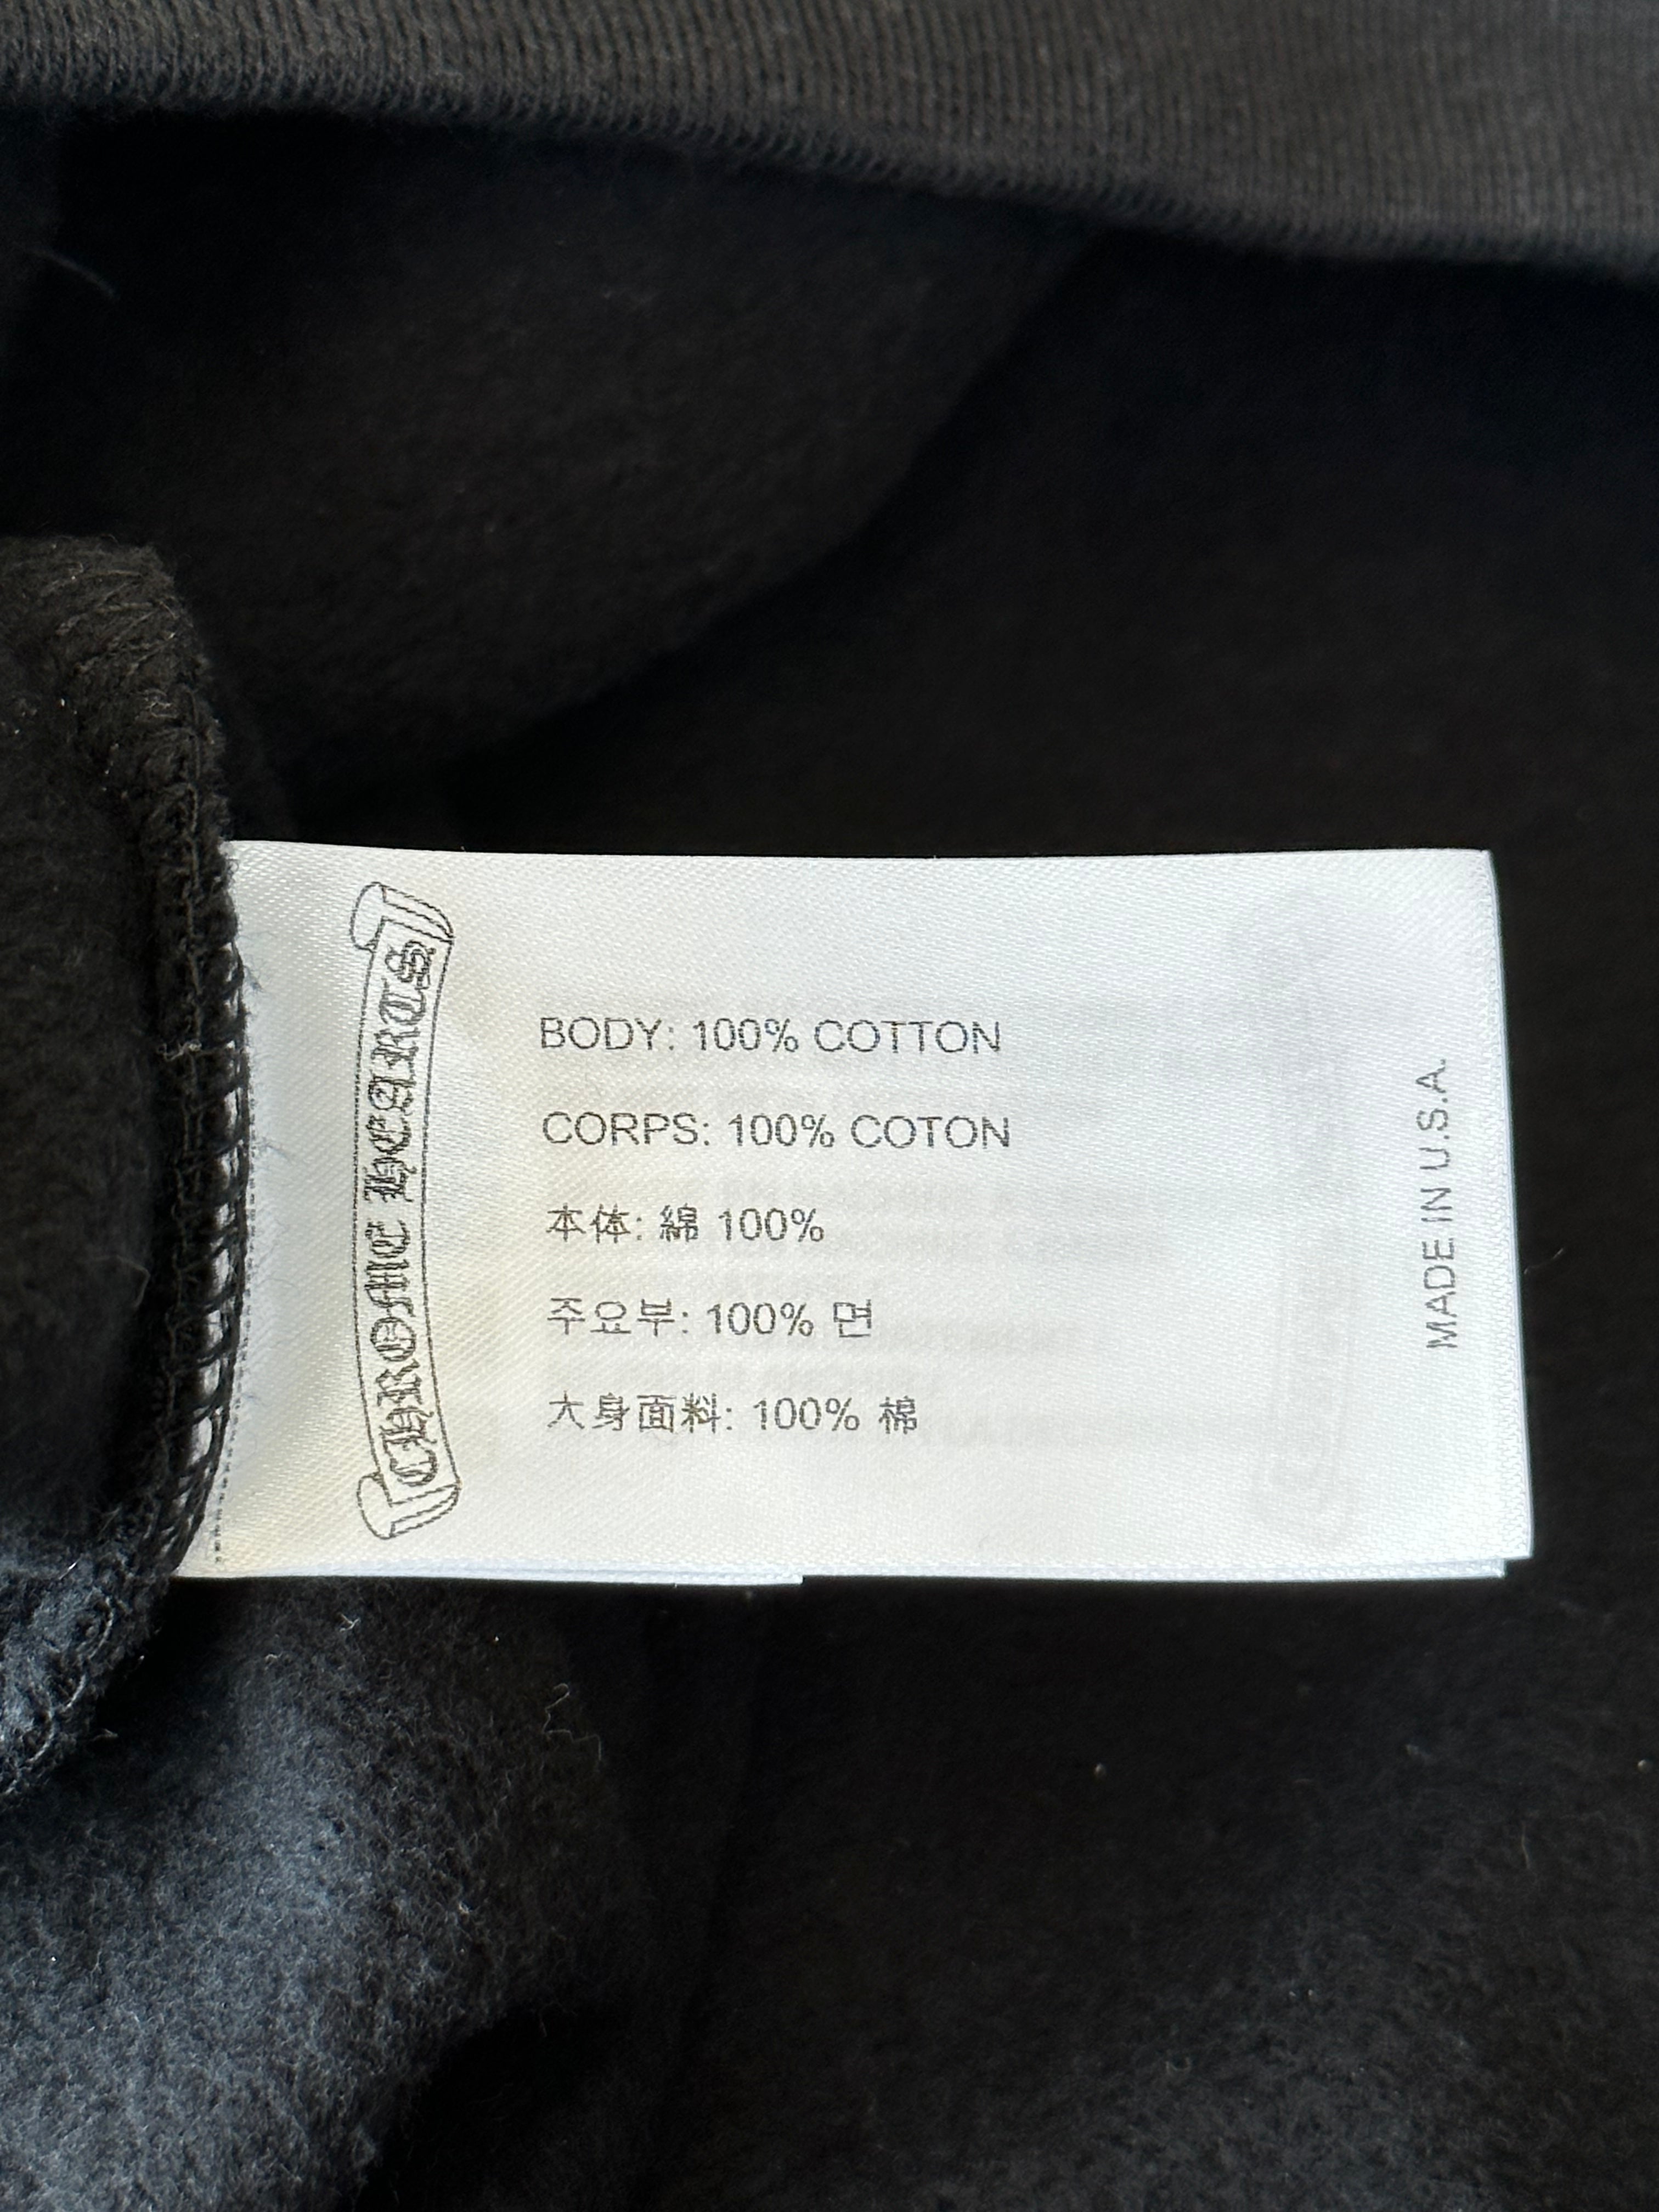 CHROME HEARTS
BODY: 100% COTTON
CORPS: 100% COTON
本体: 綿 100%
주요부: 100% 면
大身面料: 100% 棉
MADE IN U.S.A.